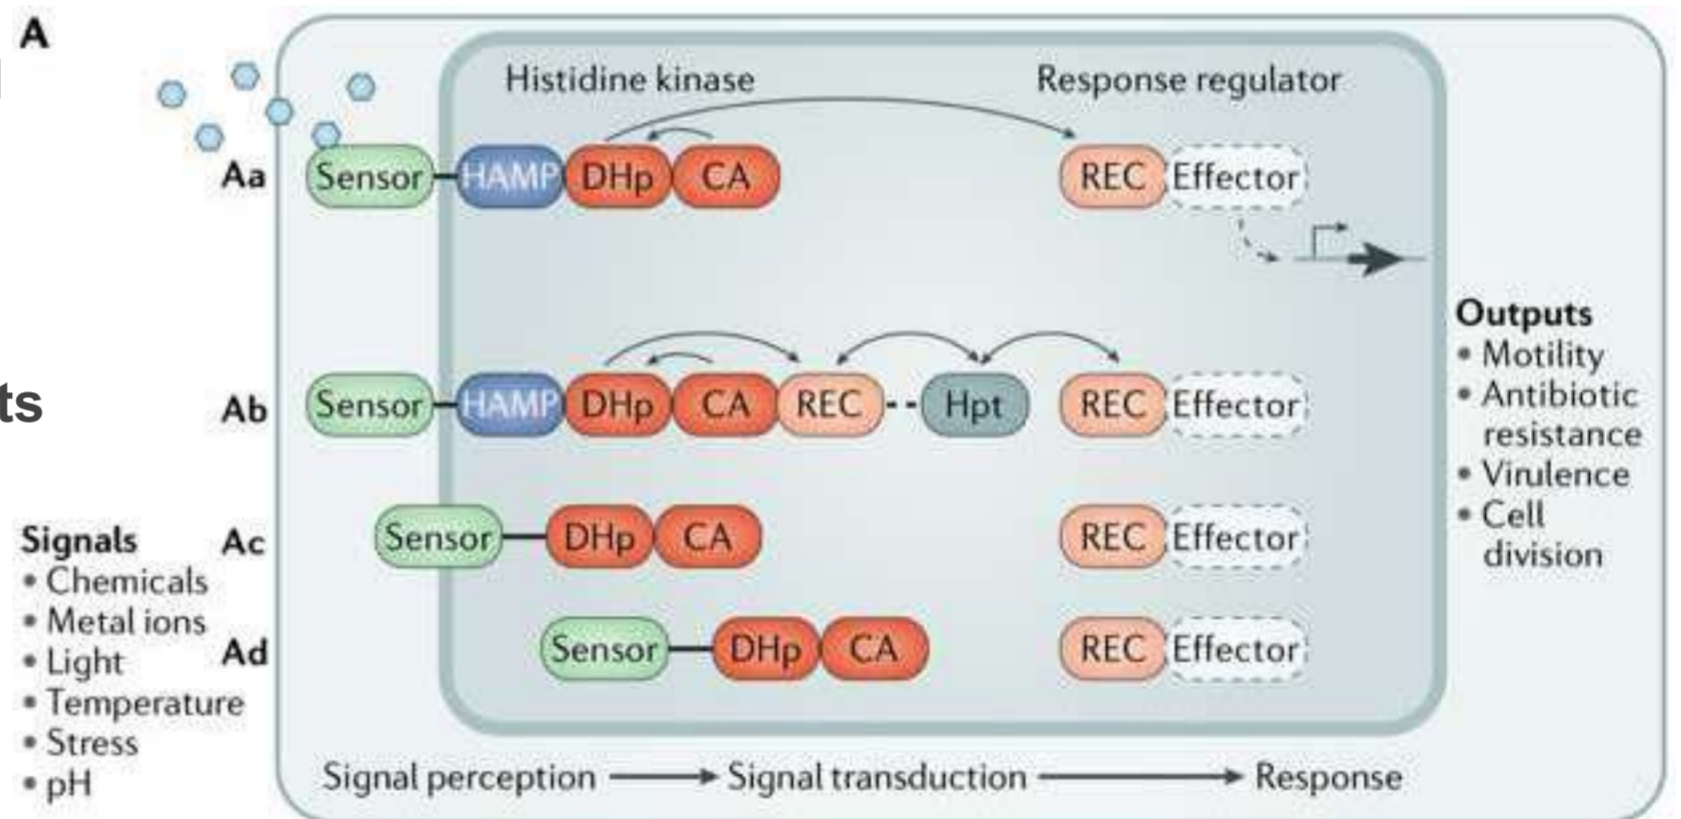 A
Histidine kinase
Response regulator
Aa
Sensor
HAMP
DHp
CA
REC
Effector
ts
Ab
Sensor
HAMP
DHp
CA
REC
Hpt
REC
Effector
Outputs
• Motility
• Antibiotic
resistance
• Virulence
• Cell
division
Ac
Sensor
DHp
CA
REC
Effector
Signals
• Chemicals
• Metal ions
• Light
• Temperature
• Stress
• pH
Ad
Sensor
DHp
CA
REC
Effector
Signal perception
Signal transduction
Response